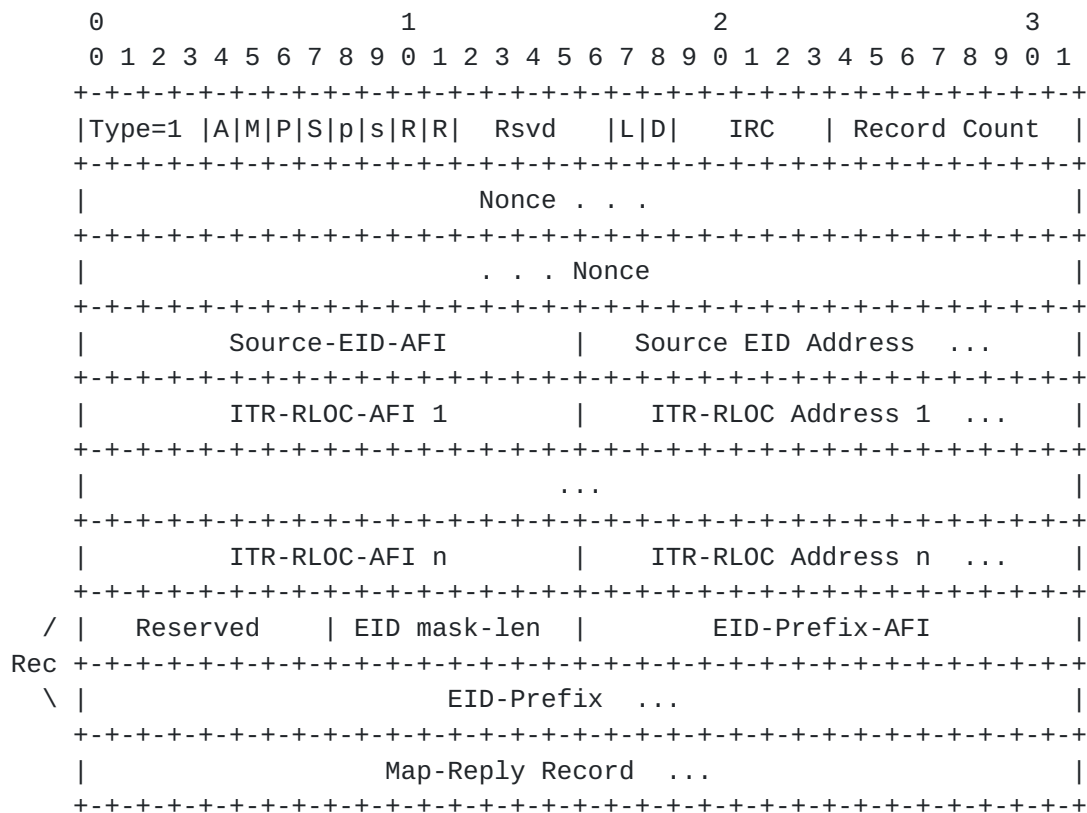 0                   1                   2                   3
 0 1 2 3 4 5 6 7 8 9 0 1 2 3 4 5 6 7 8 9 0 1 2 3 4 5 6 7 8 9 0 1
+-+-+-+-+-+-+-+-+-+-+-+-+-+-+-+-+-+-+-+-+-+-+-+-+-+-+-+-+-+-+-+-+
|Type=1 |A|M|P|S|p|s|R|R|  Rsvd   |L|D|   IRC   | Record Count  |
+-+-+-+-+-+-+-+-+-+-+-+-+-+-+-+-+-+-+-+-+-+-+-+-+-+-+-+-+-+-+-+-+
|                         Nonce . . .                           |
+-+-+-+-+-+-+-+-+-+-+-+-+-+-+-+-+-+-+-+-+-+-+-+-+-+-+-+-+-+-+-+-+
|                         . . . Nonce                           |
+-+-+-+-+-+-+-+-+-+-+-+-+-+-+-+-+-+-+-+-+-+-+-+-+-+-+-+-+-+-+-+-+
|         Source-EID-AFI        |   Source EID Address  ...     |
+-+-+-+-+-+-+-+-+-+-+-+-+-+-+-+-+-+-+-+-+-+-+-+-+-+-+-+-+-+-+-+-+
|         ITR-RLOC-AFI 1        |    ITR-RLOC Address 1  ...    |
+-+-+-+-+-+-+-+-+-+-+-+-+-+-+-+-+-+-+-+-+-+-+-+-+-+-+-+-+-+-+-+-+
|                              ...                              |
+-+-+-+-+-+-+-+-+-+-+-+-+-+-+-+-+-+-+-+-+-+-+-+-+-+-+-+-+-+-+-+-+
|         ITR-RLOC-AFI n        |    ITR-RLOC Address n  ...    |
+-+-+-+-+-+-+-+-+-+-+-+-+-+-+-+-+-+-+-+-+-+-+-+-+-+-+-+-+-+-+-+-+
/ |   Reserved    | EID mask-len  |        EID-Prefix-AFI         |
Rec +-+-+-+-+-+-+-+-+-+-+-+-+-+-+-+-+-+-+-+-+-+-+-+-+-+-+-+-+-+-+-+-+
\ |                       EID-Prefix  ...                         |
+-+-+-+-+-+-+-+-+-+-+-+-+-+-+-+-+-+-+-+-+-+-+-+-+-+-+-+-+-+-+-+-+
|                   Map-Reply Record  ...                       |
+-+-+-+-+-+-+-+-+-+-+-+-+-+-+-+-+-+-+-+-+-+-+-+-+-+-+-+-+-+-+-+-+